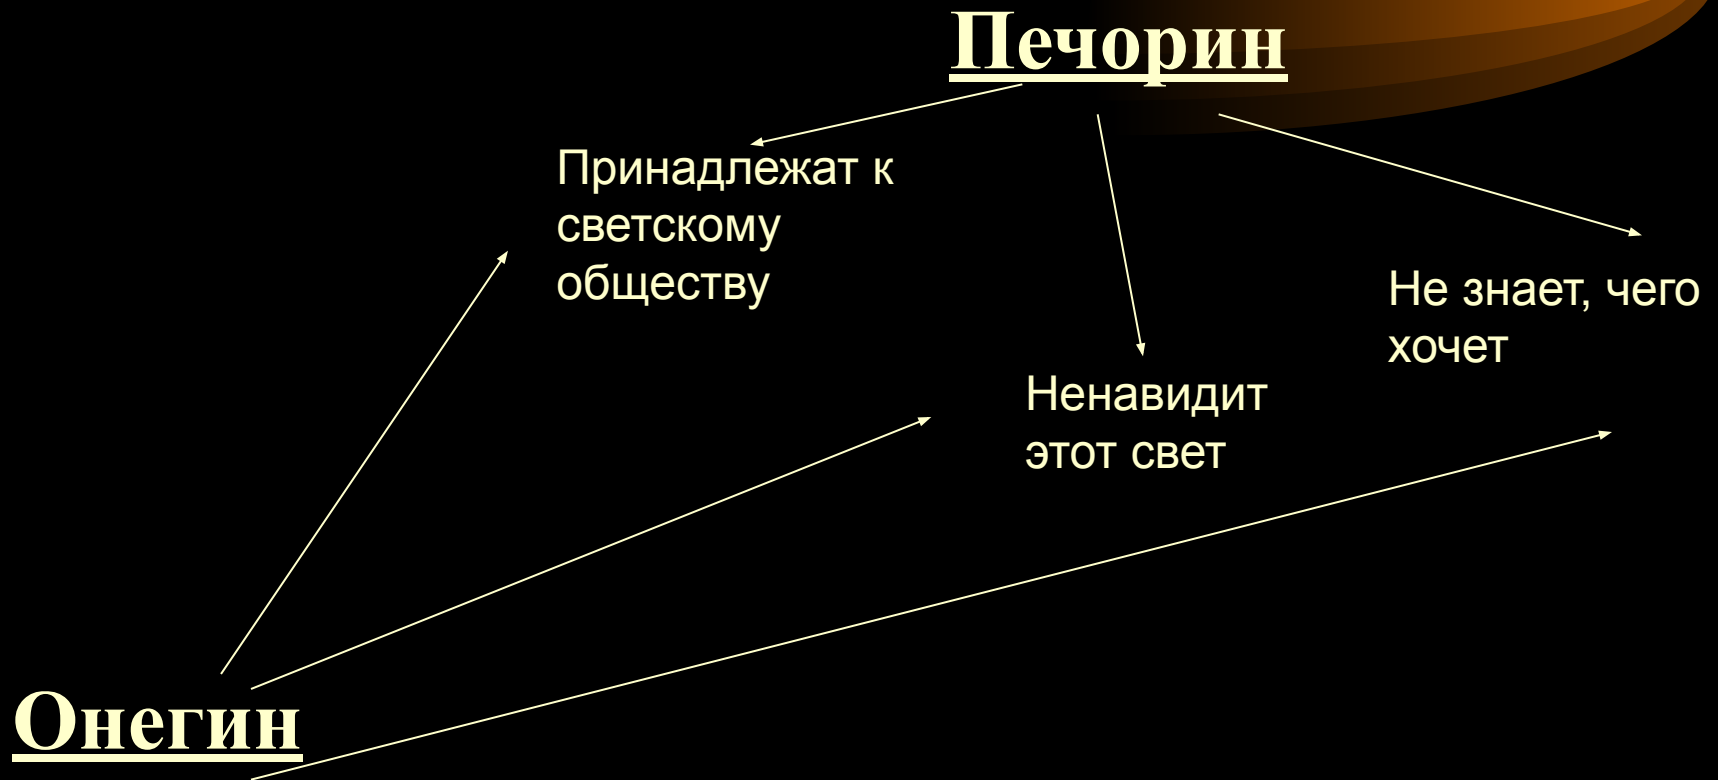 Печорин
Принадлежат к
светскому
обществу
Не знает, чего
хочет
Ненавидит
этот свет
Онегин